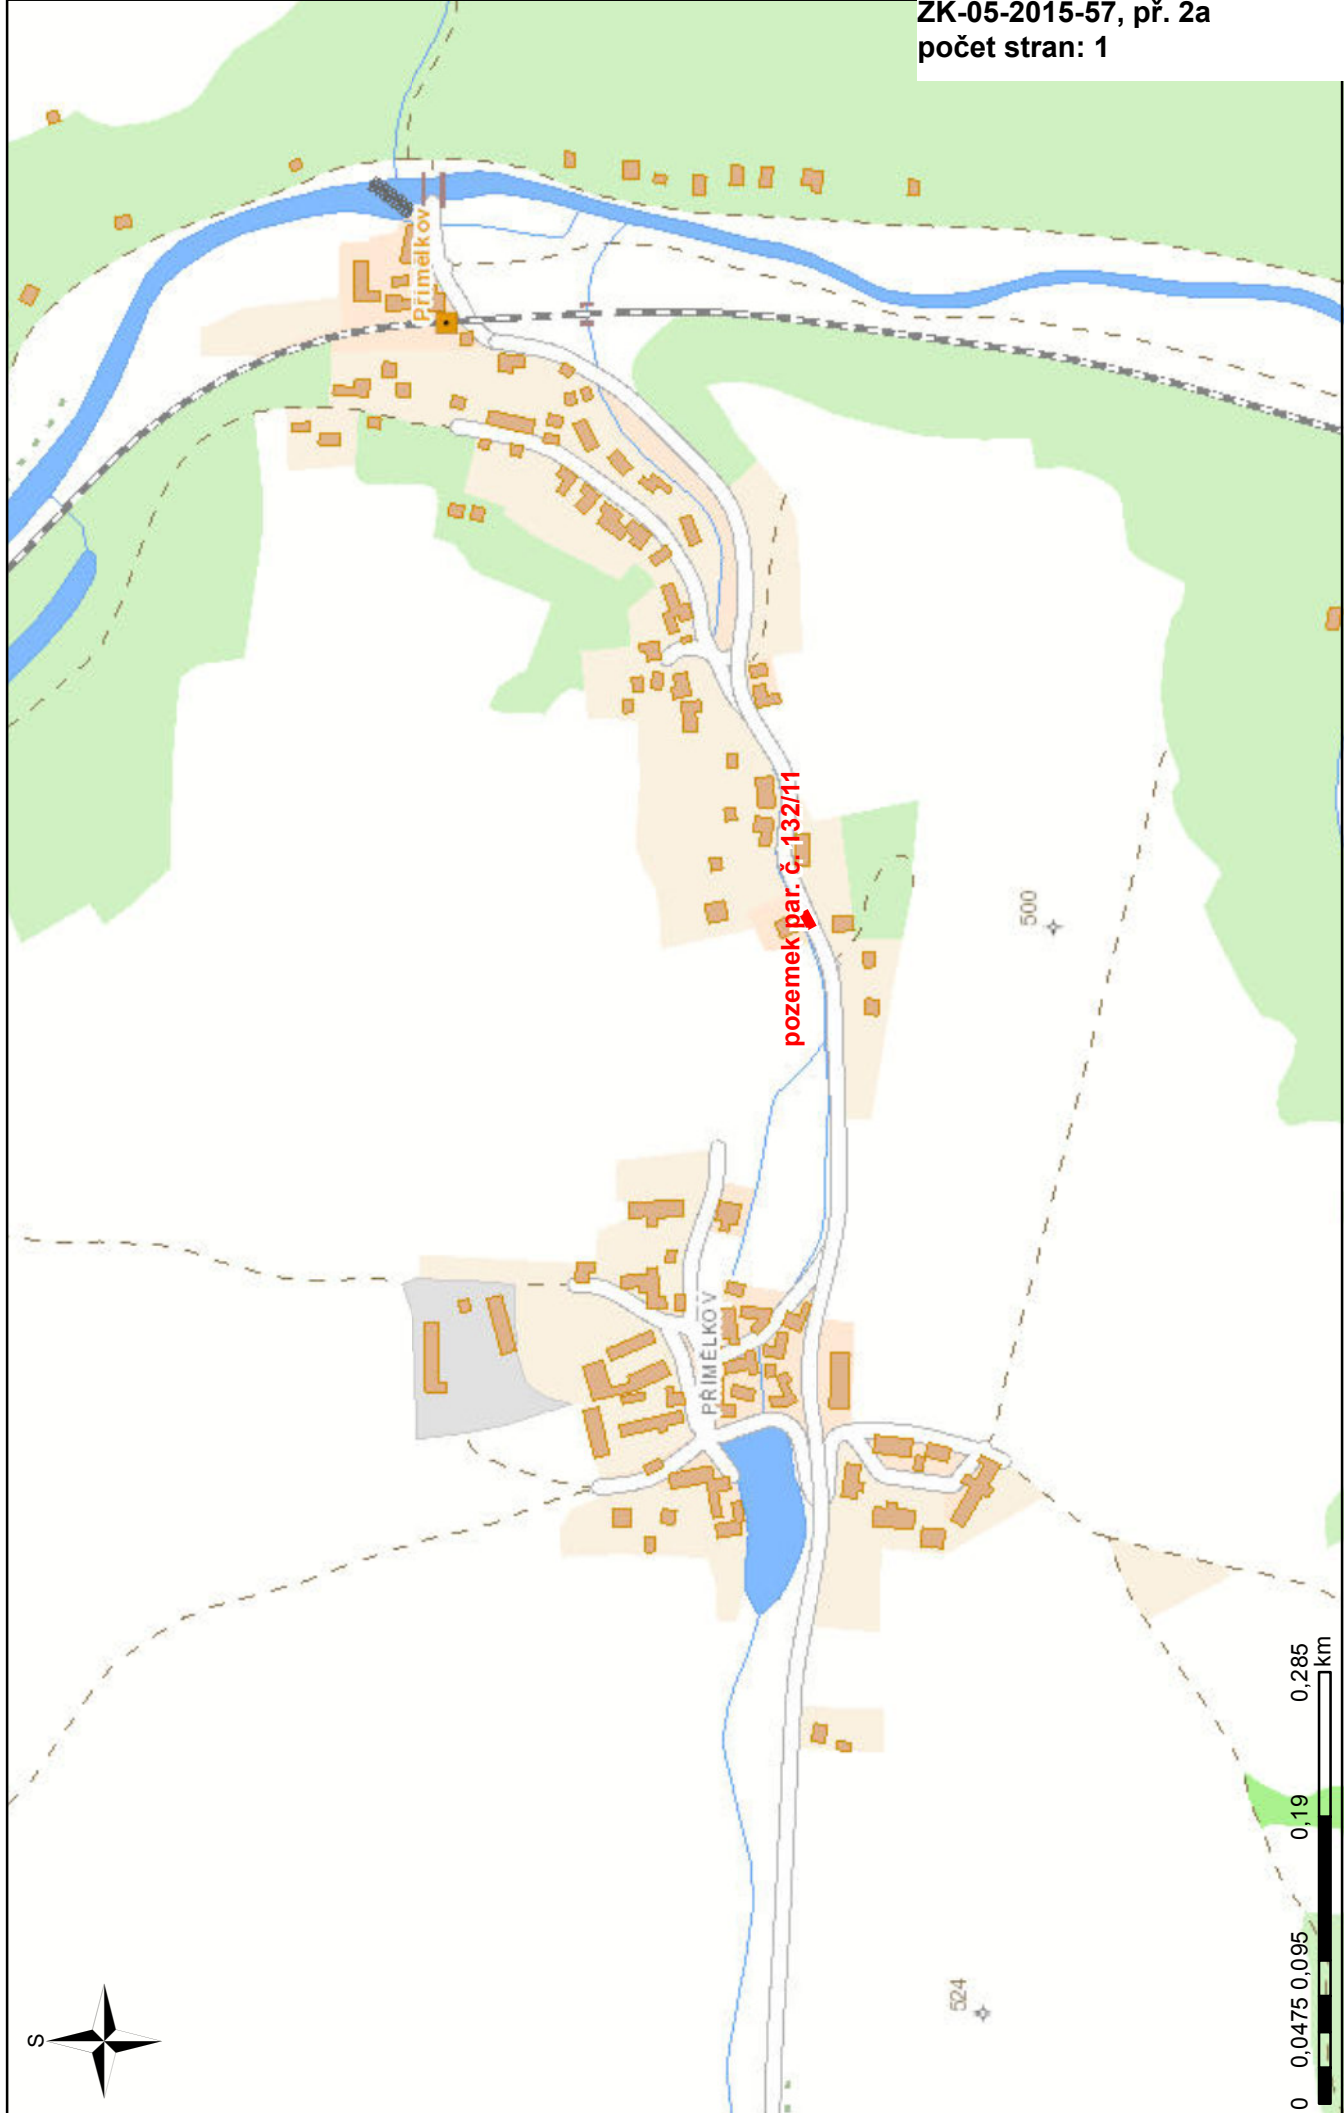 ZK-05-2015-57, př. 2a
počet stran: 1
Přímělkov
pozemek par. č. 132/11
500
PŘÍMĚLKOV
524
S
0 0,0475 0,095 0,19 0,285
km